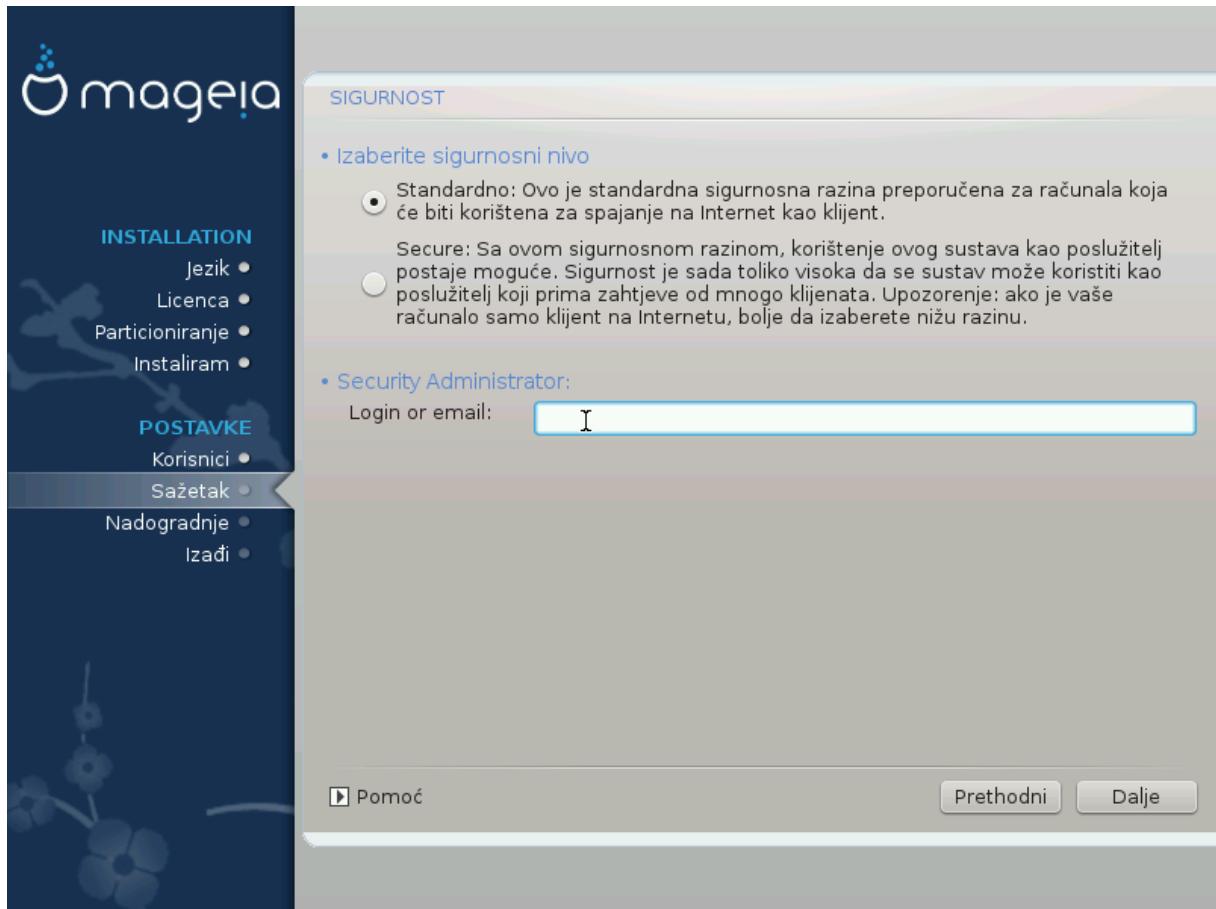 mageia
INSTALLATION
Jezik
Licenca
Particioniranje
Instaliram
POSTAVKE
Korisnici
Sažetak
Nadogradnje
Izađi
SIGURNOST
• Izaberite sigurnosni nivo
Standardno: Ovo je standardna sigurnosna razina preporučena za računala koja
će biti korištena za spajanje na Internet kao klijent.
Secure: Sa ovom sigurnosnom razinom, korištenje ovog sustava kao poslužitelj
postaje moguće. Sigurnost je sada toliko visoka da se sustav može koristiti kao
poslužitelj koji prima zahtjeve od mnogo klijenata. Upozorenje: ako je vaše
računalo samo klijent na Internetu, bolje da izaberete nižu razinu.
• Security Administrator:
Login or email:
Pomoć
Prethodni
Dalje